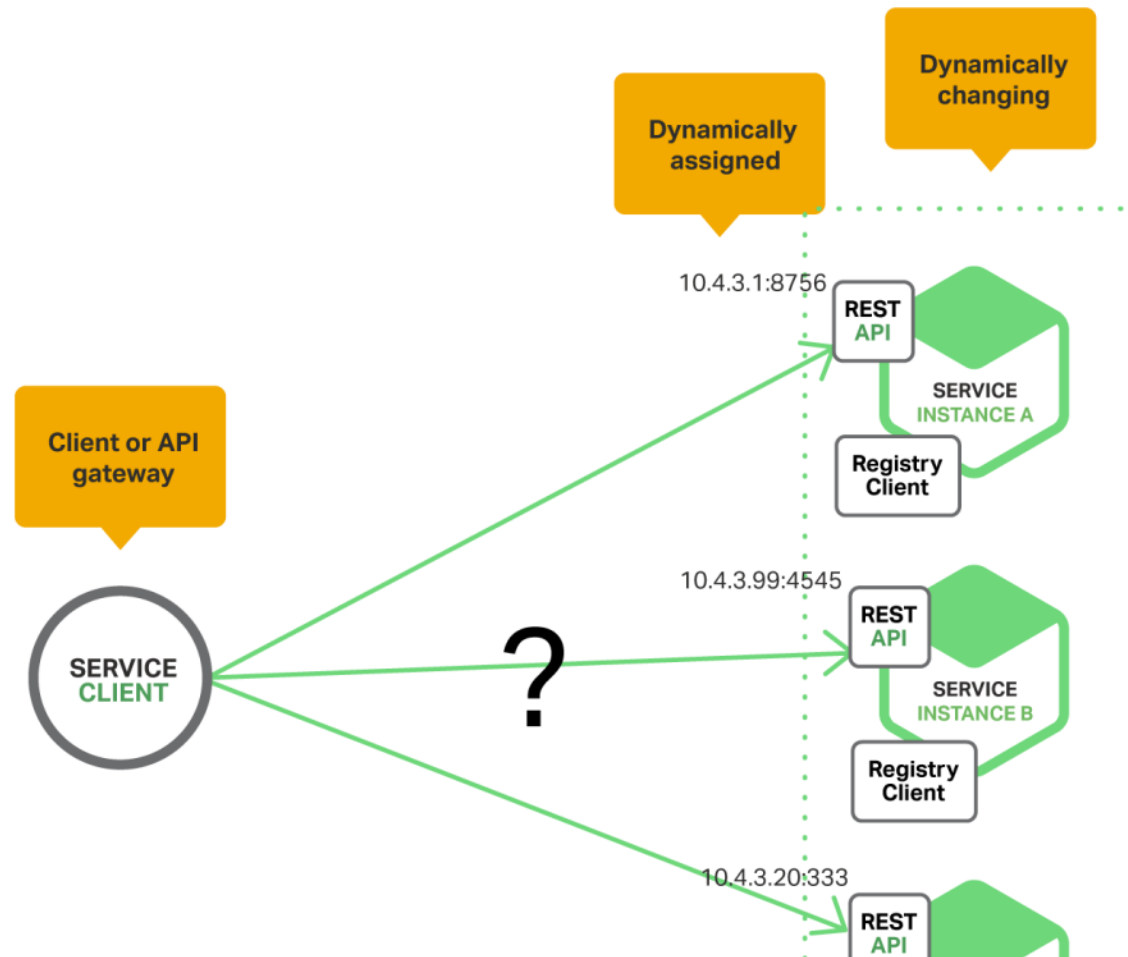 Dynamically
changing
Dynamically
assigned
10.4.3.1:8756
REST
API
SERVICE
INSTANCE A
Registry
Client
Client or API
gateway
10.4.3.99:4545
REST
API
SERVICE
INSTANCE B
Registry
Client
SERVICE
CLIENT
?
10.4.3.20:333
REST
API